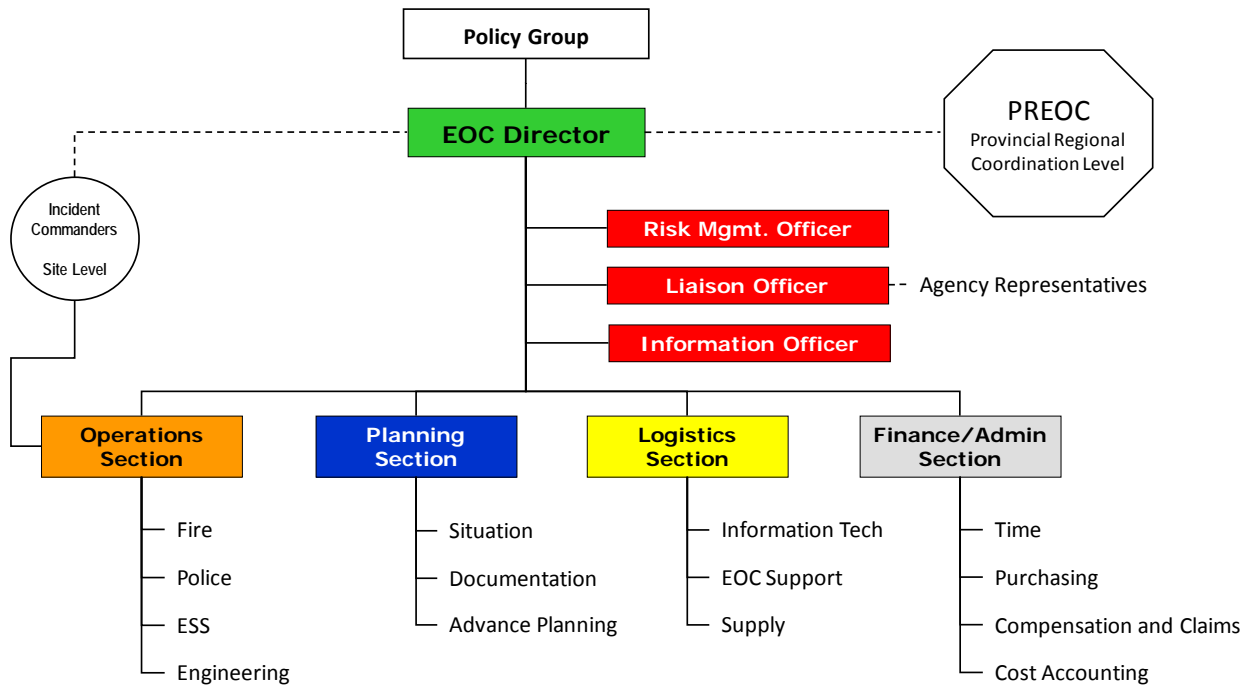 Policy Group
EOC Director
PREOC
Provincial Regional
Coordination Level
Incident
Commanders
Site Level
Risk Mgmt. Officer
Liaison Officer
Agency Representatives
Information Officer
Operations
Section
Planning
Section
Logistics
Section
Finance/Admin
Section
Fire
Police
ESS
Engineering
Situation
Documentation
Advance Planning
Information Tech
EOC Support
Supply
Time
Purchasing
Compensation and Claims
Cost Accounting